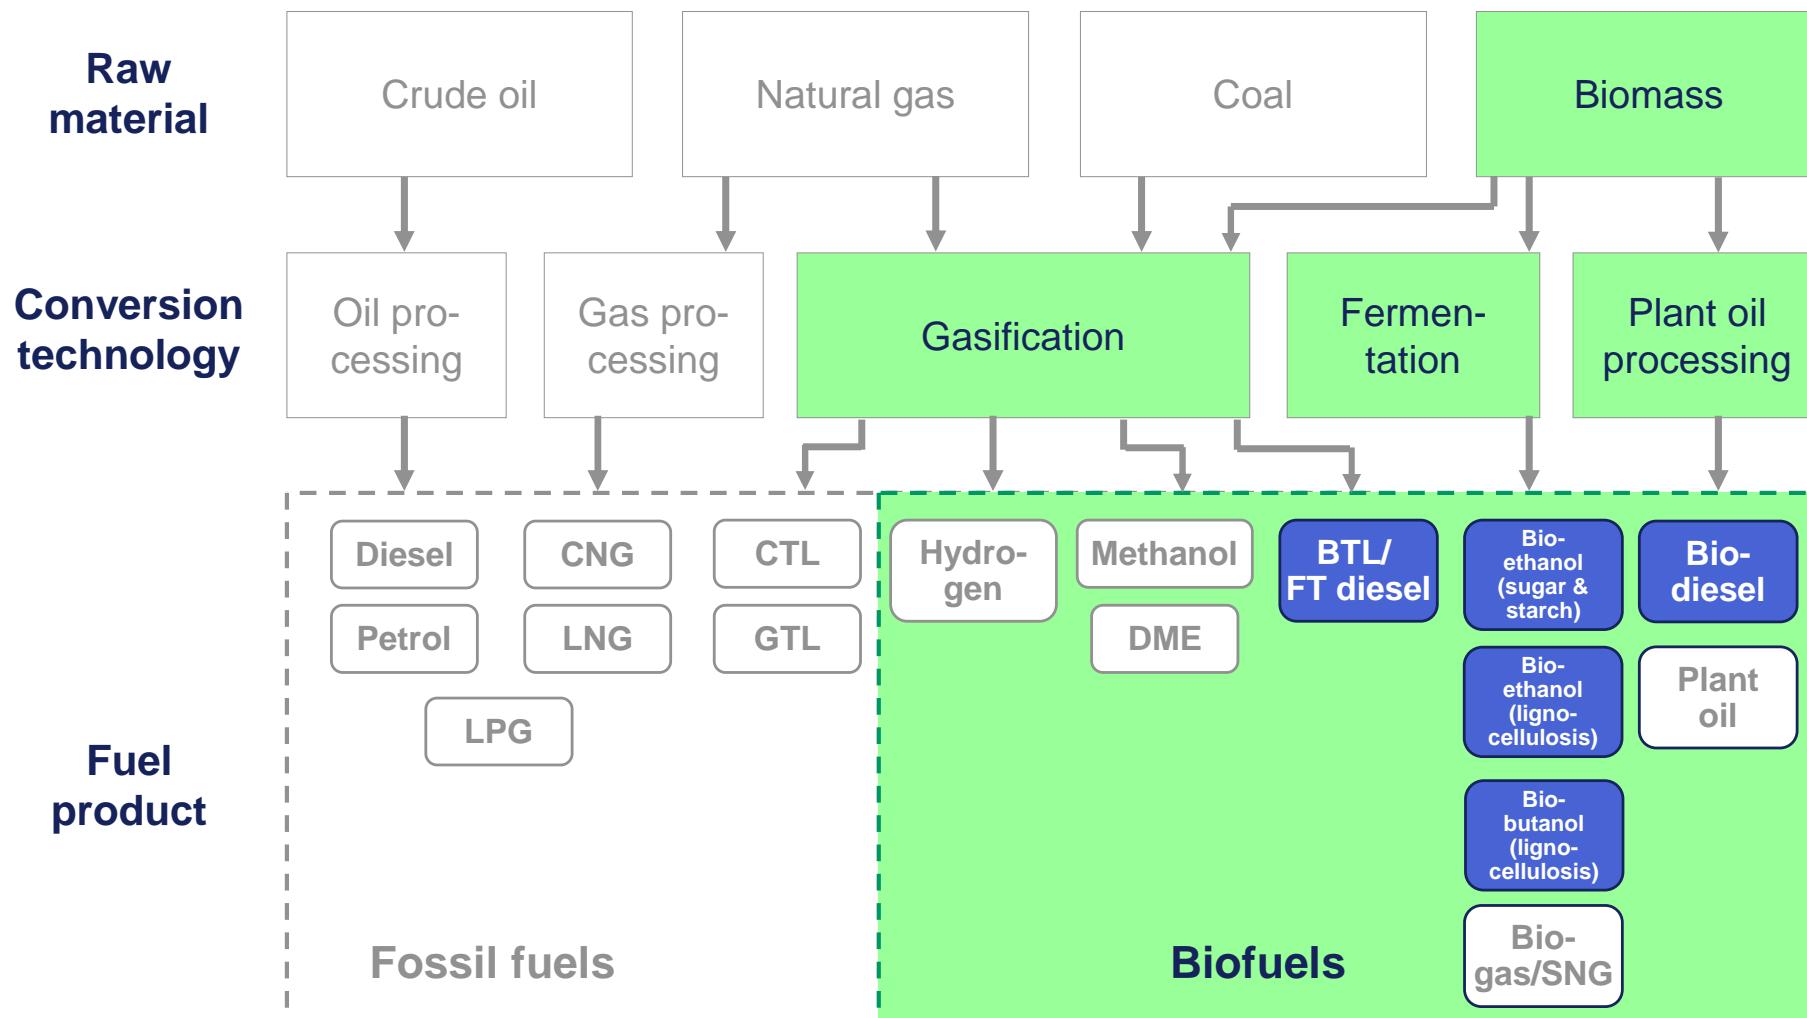 Raw
material
Crude oil
Natural gas
Coal
Biomass
Conversion
technology
Oil pro-
cessing
Gas pro-
cessing
Gasification
Fermen-
tation
Plant oil
processing
Fuel
product
Diesel
Petrol
CNG
LNG
LPG
CTL
GTL
Fossil fuels
Hydro-
gen
Methanol
DME
BTL/
FT diesel
Bio-
ethanol
(sugar &
starch)
Bio-
ethanol
(ligno-
cellulosis)
Bio-
butanol
(ligno-
cellulosis)
Bio-
gas/SNG
Bio-
diesel
Plant
oil
Biofuels